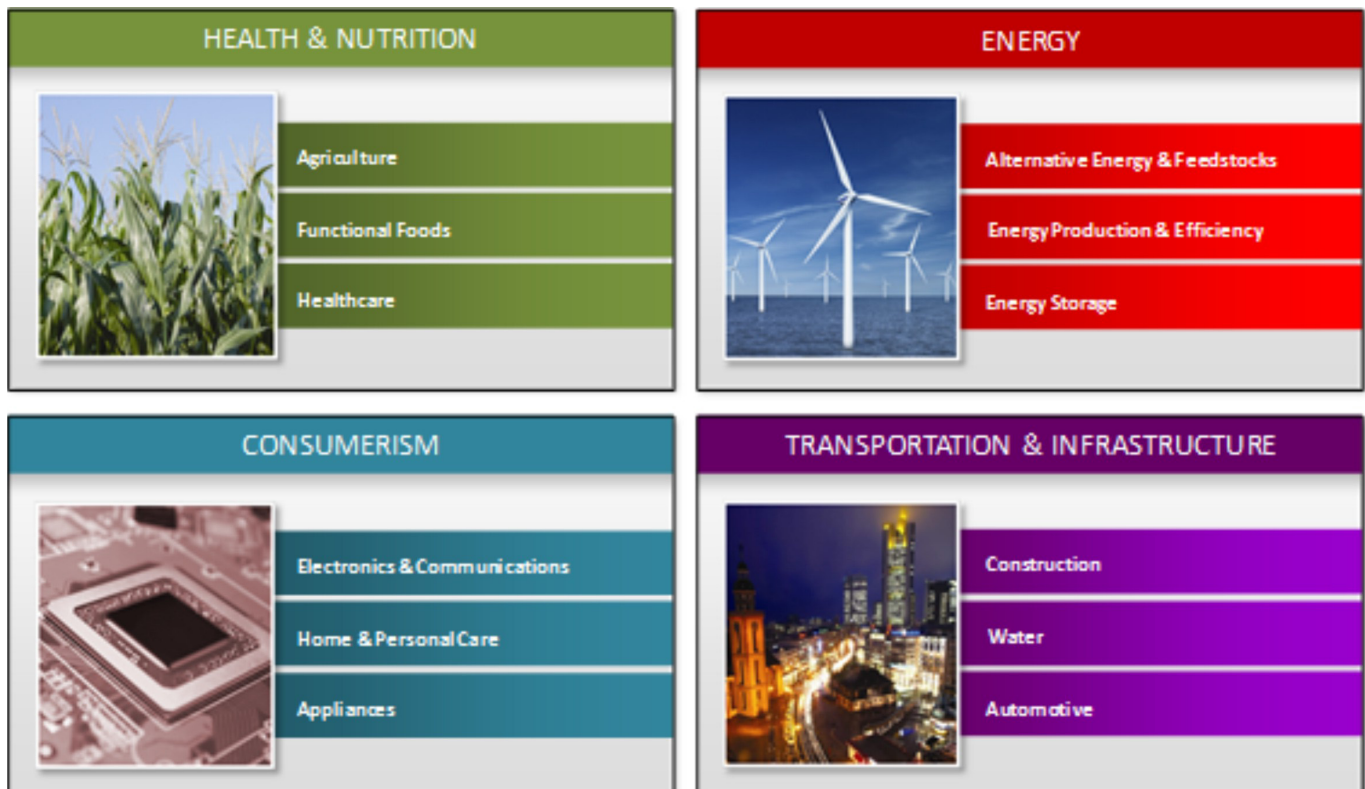 HEALTH & NUTRITION
Agriculture
Functional Foods
Healthcare
ENERGY
Alternative Energy & Feedstocks
Energy Production & Efficiency
Energy Storage
CONSUMERISM
Electronics & Communications
Home & Personal Care
Appliances
TRANSPORTATION & INFRASTRUCTURE
Construction
Water
Automotive